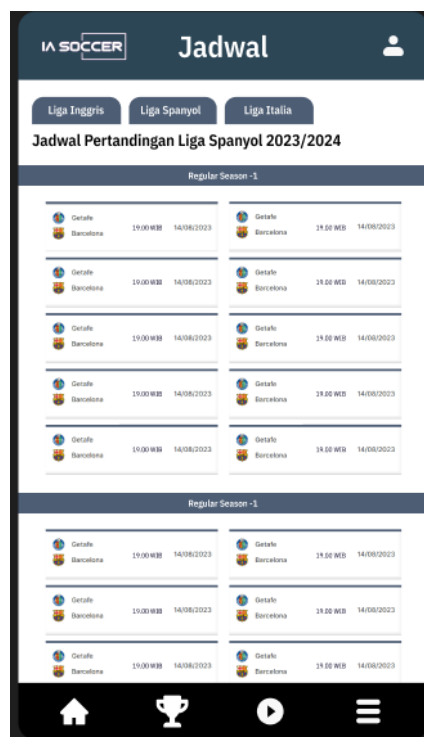 IA SOCCER
Jadwal
Liga Inggris
Liga Spanyol
Liga Italia
Jadwal Pertandingan Liga Spanyol 2023/2024
Regular Season -1
Getafe
Barcelona
19.00 WIB
14/08/2023
Getafe
Barcelona
19.00 WIB
14/08/2023
Getafe
Barcelona
19.00 WIB
14/08/2023
Getafe
Barcelona
19.00 WIB
14/08/2023
Getafe
Barcelona
19.00 WIB
14/08/2023
Getafe
Barcelona
19.00 WIB
14/08/2023
Getafe
Barcelona
19.00 WIB
14/08/2023
Getafe
Barcelona
19.00 WIB
14/08/2023
Getafe
Barcelona
19.00 WIB
14/08/2023
Getafe
Barcelona
19.00 WIB
14/08/2023
Regular Season -1
Getafe
Barcelona
19.00 WIB
14/08/2023
Getafe
Barcelona
19.00 WIB
14/08/2023
Getafe
Barcelona
19.00 WIB
14/08/2023
Getafe
Barcelona
19.00 WIB
14/08/2023
Getafe
Barcelona
19.00 WIB
14/08/2023
Getafe
Barcelona
19.00 WIB
14/08/2023